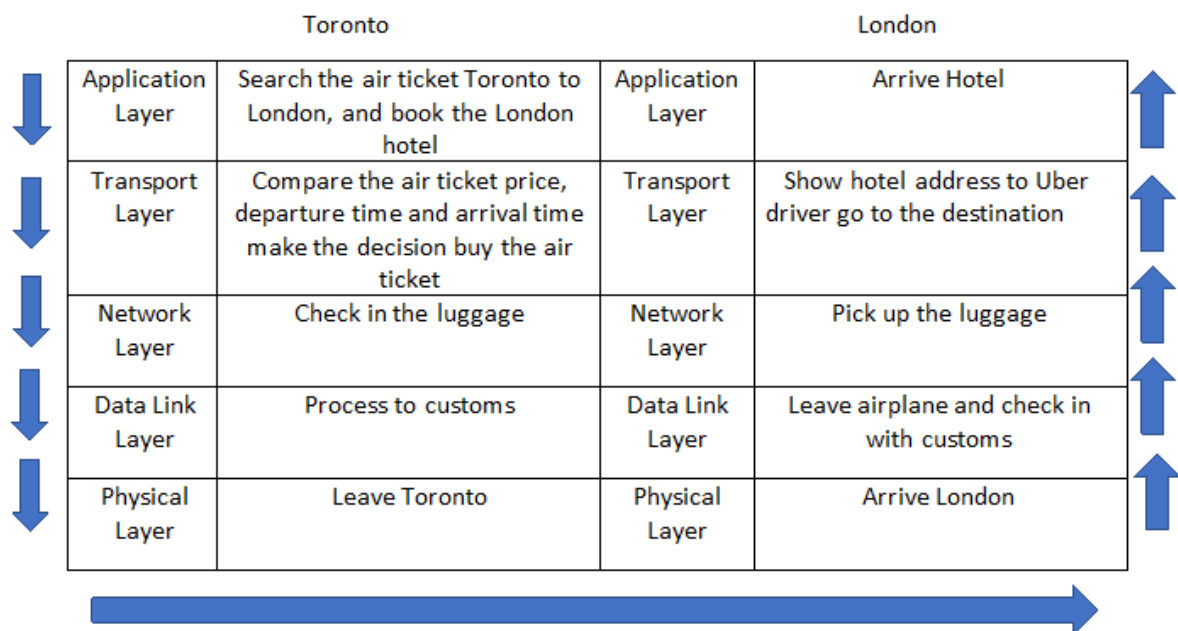 Toronto
London
Application
Layer
Search the air ticket Toronto to
London, and book the London
hotel
Application
Layer
Arrive Hotel
Transport
Layer
Compare the air ticket price,
departure time and arrival time
make the decision buy the air
ticket
Transport
Layer
Show hotel address to Uber
driver go to the destination
Network
Layer
Check in the luggage
Network
Layer
Pick up the luggage
Data Link
Layer
Process to customs
Data Link
Layer
Leave airplane and check in
with customs
Physical
Layer
Leave Toronto
Physical
Layer
Arrive London